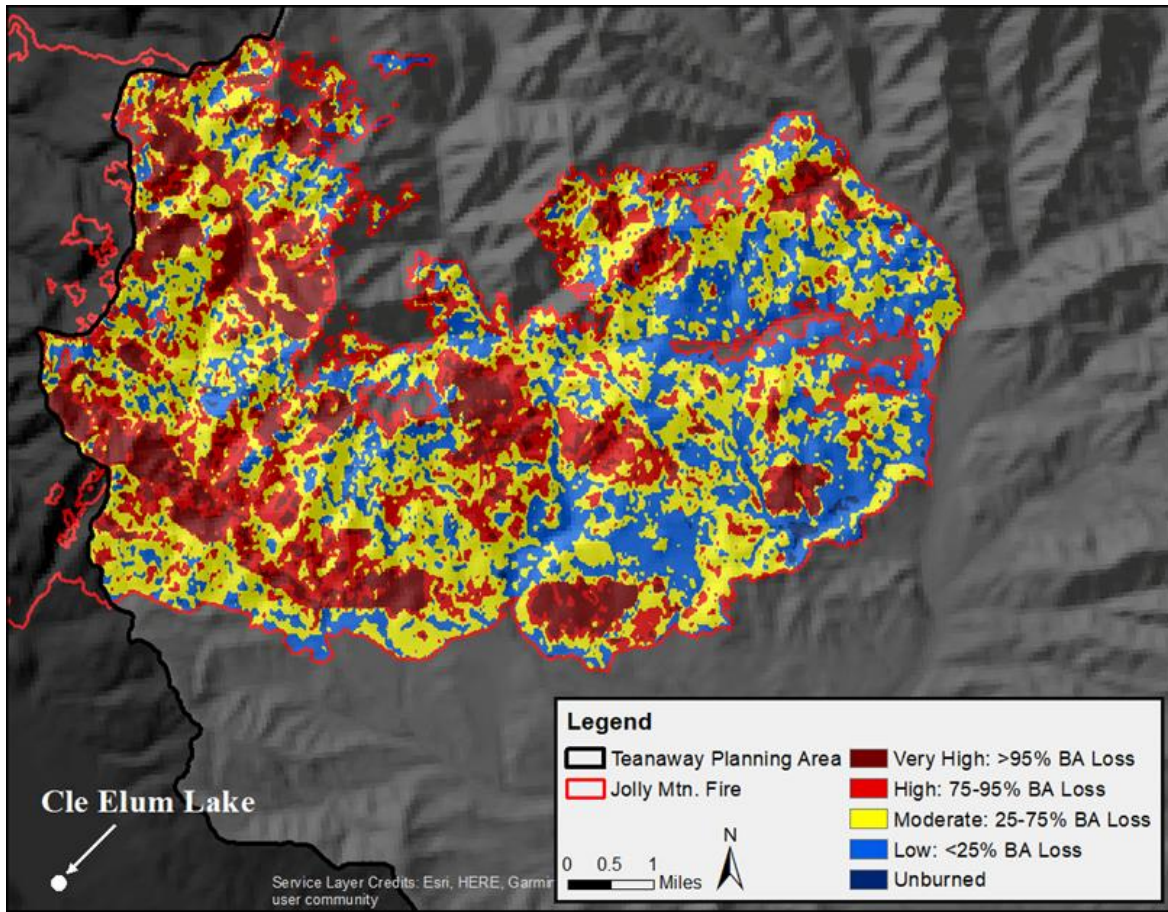 Cle Elum Lake
Service Layer Credits: Esri, HERE, Garmin
user community
Legend
Teanaway Planning Area
Jolly Mtn. Fire
Very High: >95% BA Loss
High: 75-95% BA Loss
Moderate: 25-75% BA Loss
Low: <25% BA Loss
Unburned
0 0.5 1
Miles
N